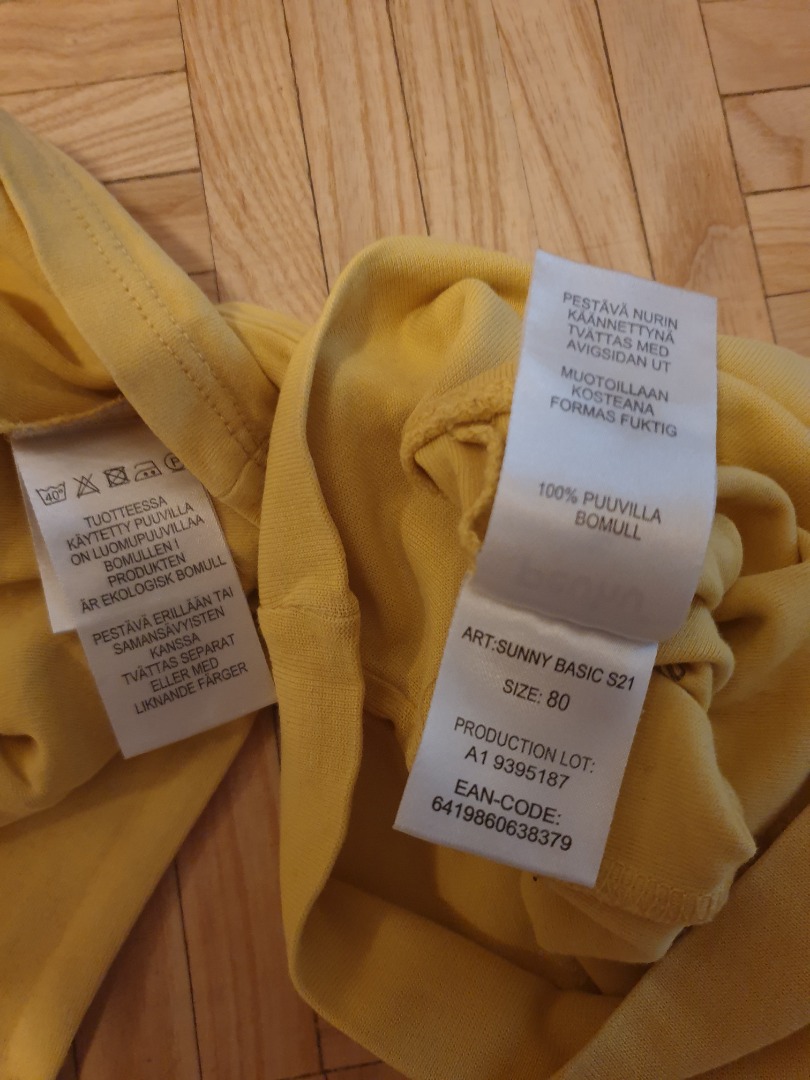 40°
P
TUOTTEESSA
KÄYTETTY PUUVILLA
ON LUOMUPUUVILLAA
BOMULLEN I
PRODUKTEN
ÄR EKOLOGISK BOMULL
PESTÄVÄ ERILLÄÄN TAI
SAMANSÄVYISTEN
KANSSA
TVÄTTAS SEPARAT
ELLER MED
LIKNANDE FÄRGER
PESTÄVÄ NURIN
KÄÄNNETTYNÄ
TVÄTTAS MED
AVIGSIDAN UT
MUOTOILLAAN
KOSTEANA
FORMAS FUKTIG
100% PUUVILLA
BOMULL
ART:SUNNY BASIC S21
SIZE: 80
PRODUCTION LOT:
A1 9395187
EAN-CODE:
6419860638379